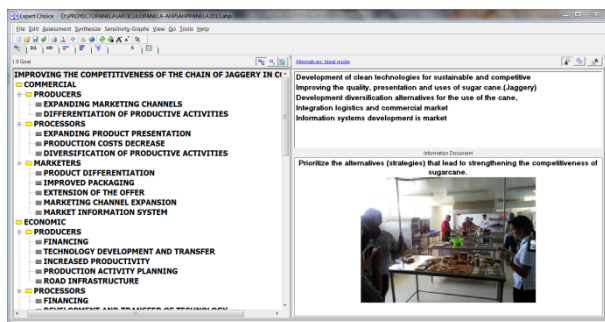 Expert Choice D:\PROYECTOPANELA\ARTICULOPANELA-AHP\AHPPANELA2013.ahp
File Edit Assessment Synthesize Sensitivity-Graphs View Go Tools Help
1.0 Goal
Alternatives: Ideal mode
IMPROVING THE COMPETITIVENESS OF THE CHAIN OF JAGGERY IN
COMMERCIAL
PRODUCERS
EXPANDING MARKETING CHANNELS
DIFFERENTIATION OF PRODUCTIVE ACTIVITIES
PROCESSORS
EXPANDING PRODUCT PRESENTATION
PRODUCTION COSTS DECREASE
DIVERSIFICATION OF PRODUCTIVE ACTIVITIES
MARKETERS
PRODUCT DIFFERENTIATION
IMPROVED PACKAGING
EXTENSION OF THE OFFER
MARKETING CHANNEL EXPANSION
MARKET INFORMATION SYSTEM
ECONOMIC
PRODUCERS
FINANCING
TECHNOLOGY DEVELOPMENT AND TRANSFER
INCREASED PRODUCTIVITY
PRODUCTION ACTIVITY PLANNING
ROAD INFRASTRUCTURE
PROCESSORS
FINANCING
DEVELOPMENT AND TRANSFER OF TECHNOLOGY
Development of clean technologies for sustainable and competitive
Improving the quality, presentation and uses of sugar cane.(Jaggery)
Development diversification alternatives for the use of the cane,
Integration logistics and commercial market
Information systems development is market
Information Document
Prioritize the alternatives (strategies) that lead to strengthening the competitiveness of
sugarcane.